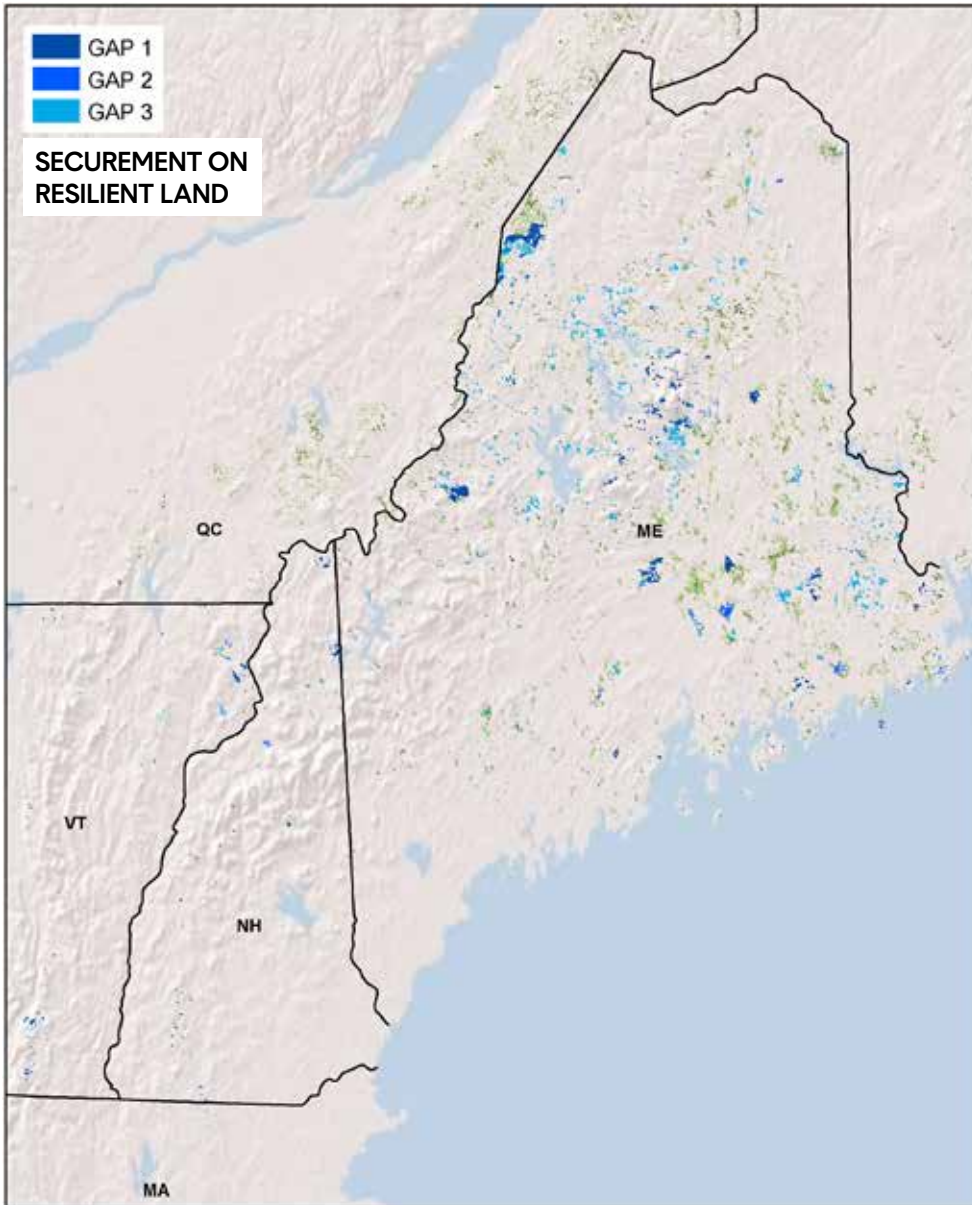 GAP 1
GAP 2
GAP 3
SECUREMENT ON
RESILIENT LAND
QC
ME
VT
NH
MA